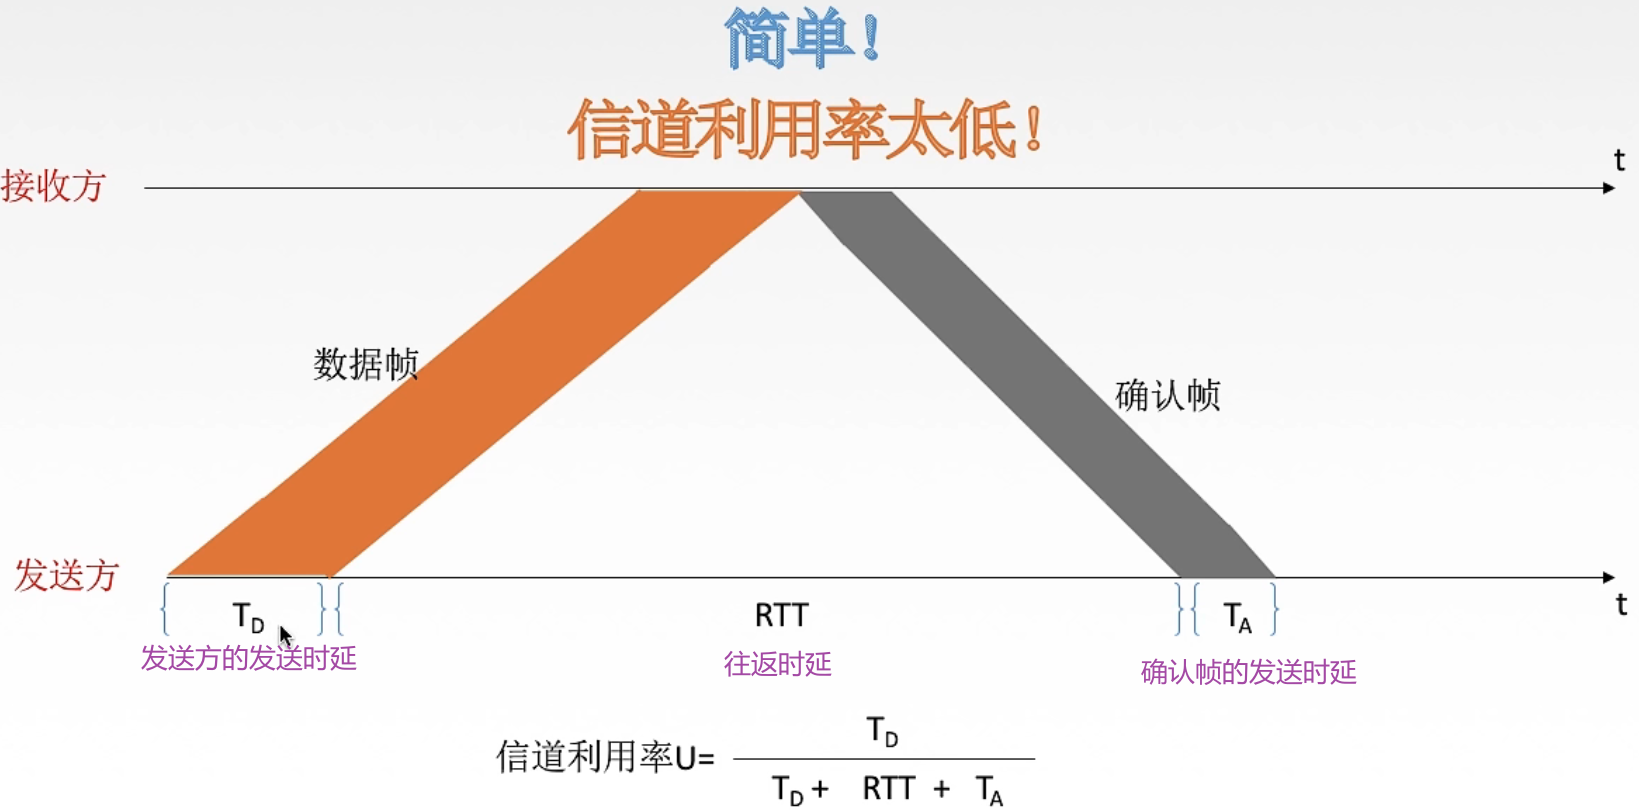 简单！
信道利用率太低！
t
接收方
数据帧
确认帧
发送方
t
T_D
RTT
T_A
发送方的发送时延
往返时延
确认帧的发送时延
T_D
信道利用率U=
T_D + RTT + T_A